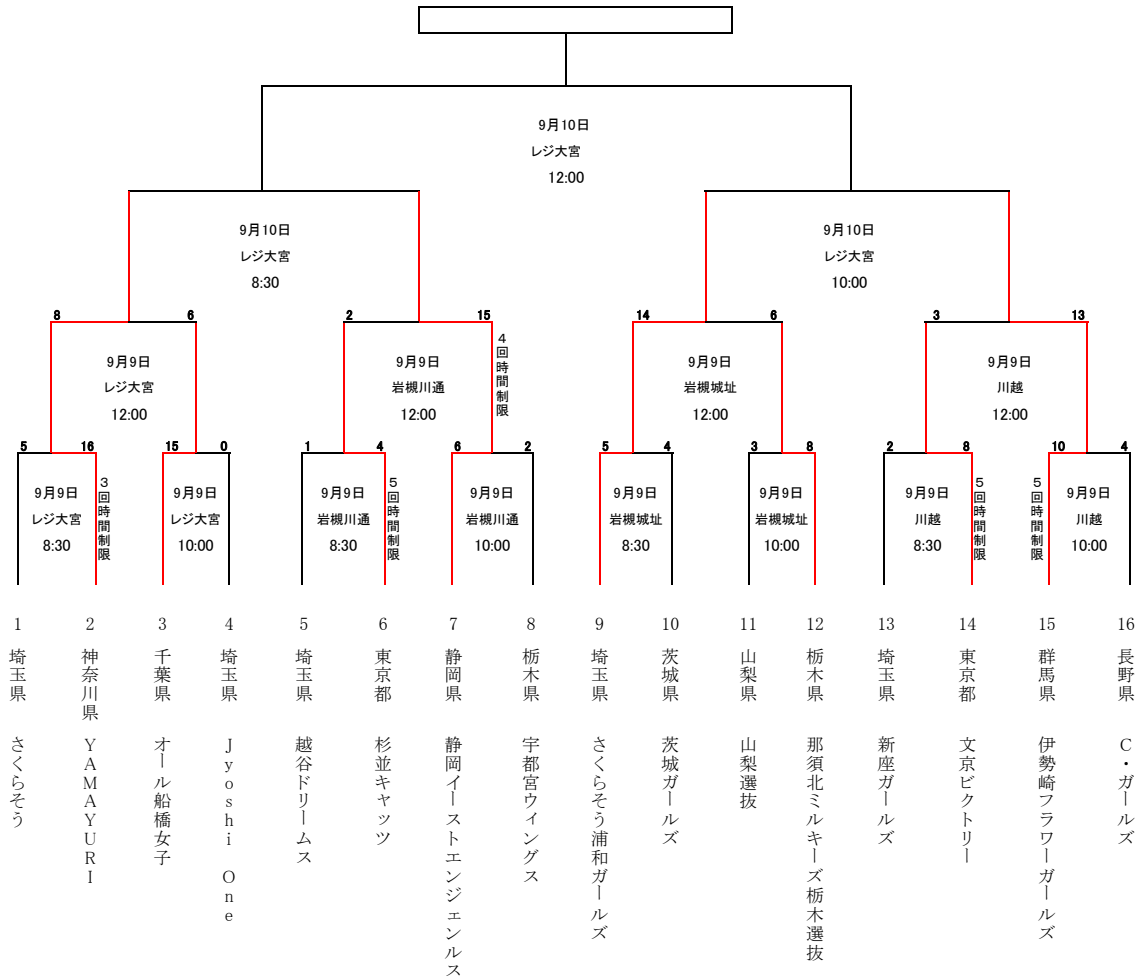 9月10日
レジ大宮
12:00
9月10日
レジ大宮
8:30
9月10日
レジ大宮
10:00
8
6
2
15
14
6
3
13
9月9日
レジ大宮
12:00
9月9日
岩槻川通
12:00
4回時間制限
9月9日
岩槻城址
12:00
9月9日
川越
12:00
5
16
15
0
1
4
6
2
5
4
3
8
2
8
10
4
9月9日
レジ大宮
8:30
3回時間制限
9月9日
レジ大宮
10:00
9月9日
岩槻川通
8:30
5回時間制限
9月9日
岩槻川通
10:00
9月9日
岩槻城址
8:30
9月9日
岩槻城址
10:00
9月9日
川越
8:30
5回時間制限
5回時間制限
9月9日
川越
10:00
1 埼玉県 さくらそう
2 神奈川県 YAMAYURI
3 千葉県 オール船橋女子
4 埼玉県 Jyoshi One
5 埼玉県 越谷ドリームス
6 東京都 杉並キャッツ
7 静岡県 静岡イーストエンジェンルス
8 栃木県 宇都宮ウィングス
9 埼玉県 さくらそう浦和ガールズ
10 茨城県 茨城ガールズ
11 山梨県 山梨選抜
12 栃木県 那須北ミルキーズ栃木選抜
13 埼玉県 新座ガールズ
14 東京都 文京ビクトリー
15 群馬県 伊勢崎フラワーガールズ
16 長野県 C・ガールズ